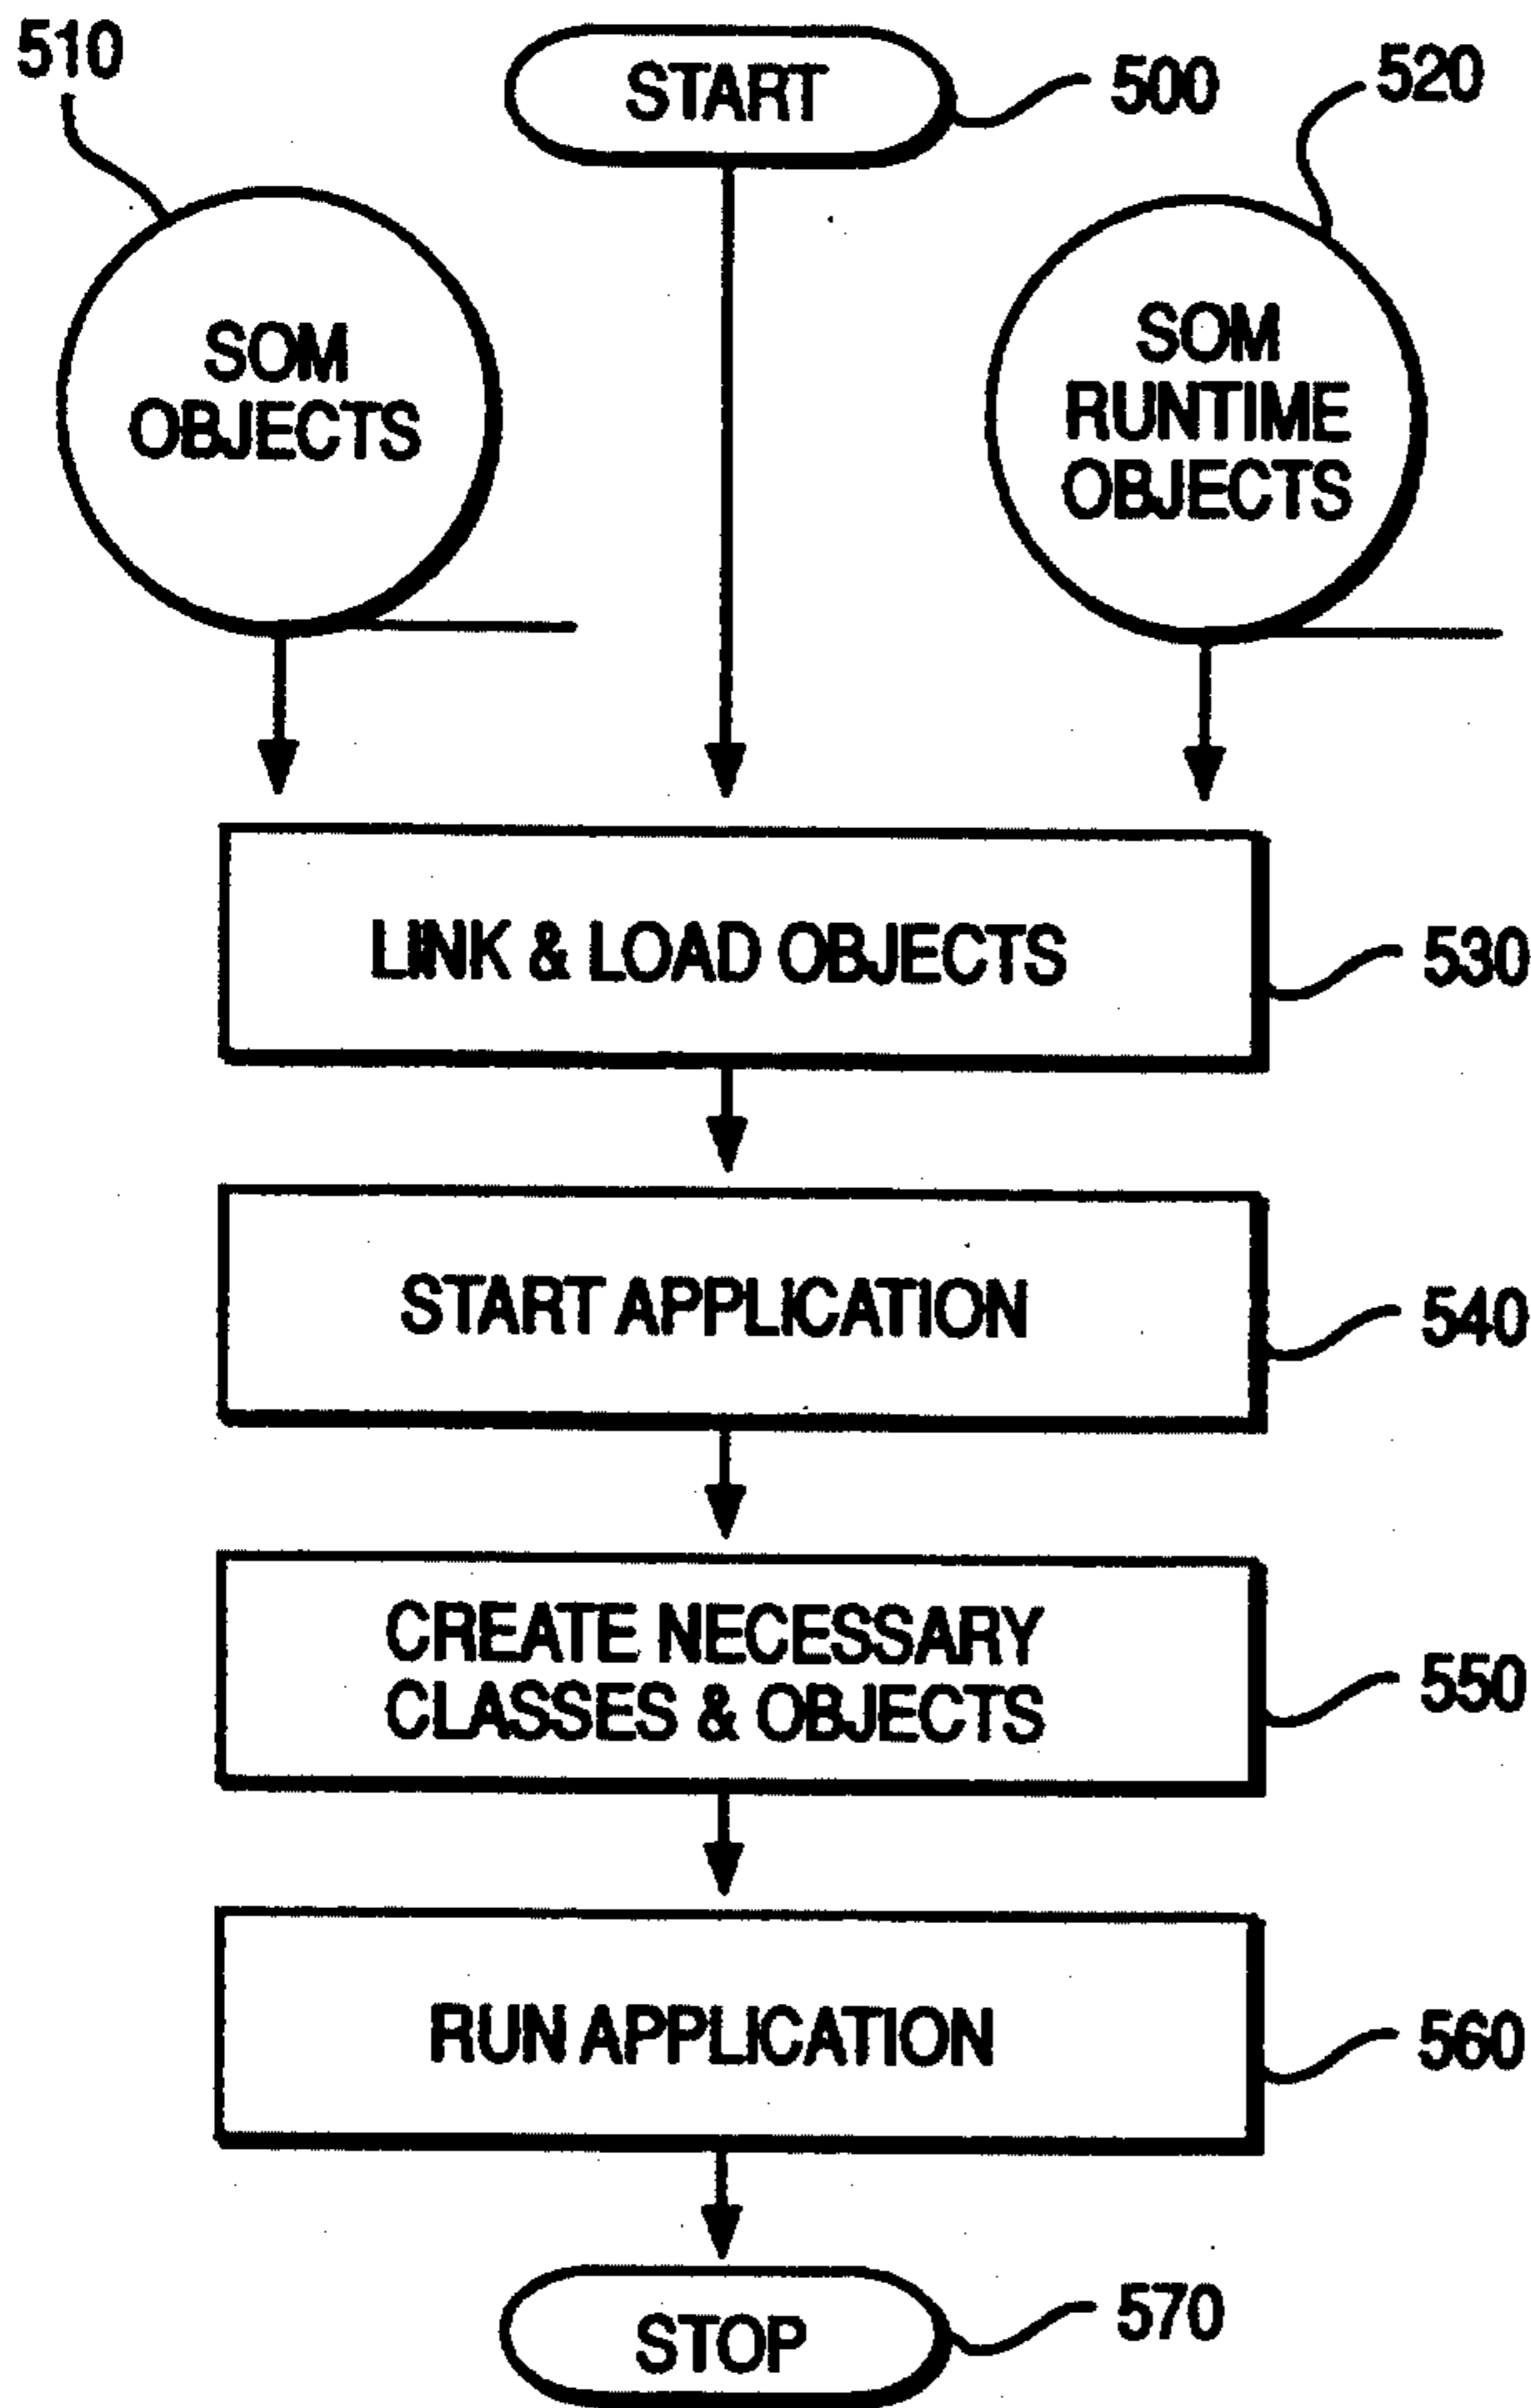 510
START
500
520
SOM
OBJECTS
SOM
RUNTIME
OBJECTS
LINK & LOAD OBJECTS
530
START APPLICATION
540
CREATE NECESSARY
CLASSES & OBJECTS
550
RUN APPLICATION
560
STOP
570